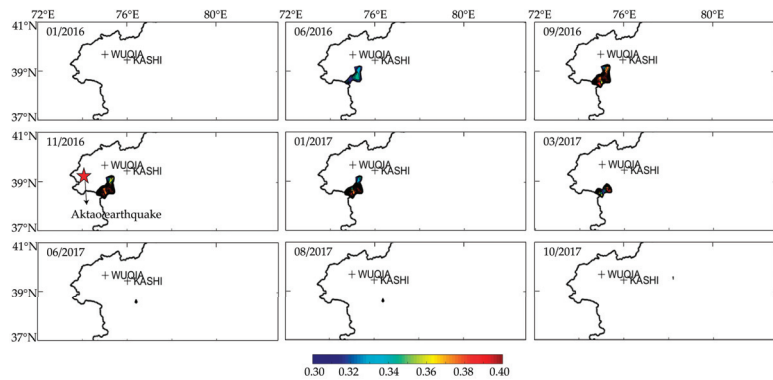 72°E 76°E 80°E 72°E 76°E 80°E 72°E 76°E 80°E
41°N 01/2016 06/2016 09/2016
WUQIA WUQIA WUQIA
KASHI KASHI KASHI
39°N
37°N
41°N 11/2016 01/2017 03/2017
WUQIA WUQIA WUQIA
KASHI KASHI KASHI
39°N
Aktao earthquake
37°N
41°N 06/2017 08/2017 10/2017
WUQIA WUQIA WUQIA
KASHI KASHI KASHI
39°N
37°N
0.30 0.32 0.34 0.36 0.38 0.40